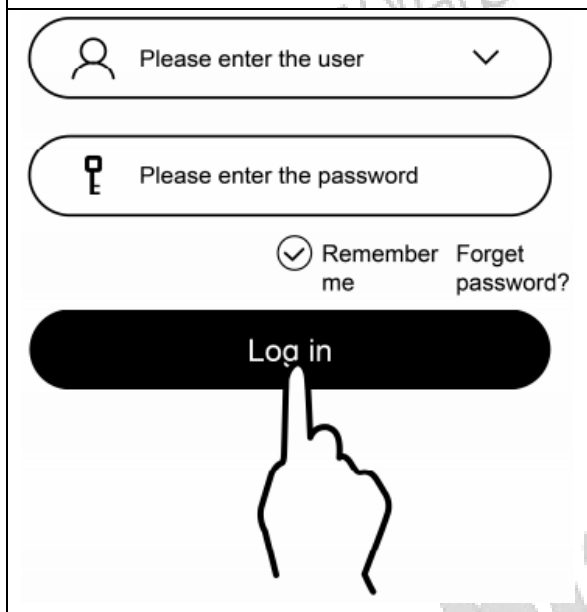 Please enter the user
Please enter the password
Remember me
Forget password?
Log in